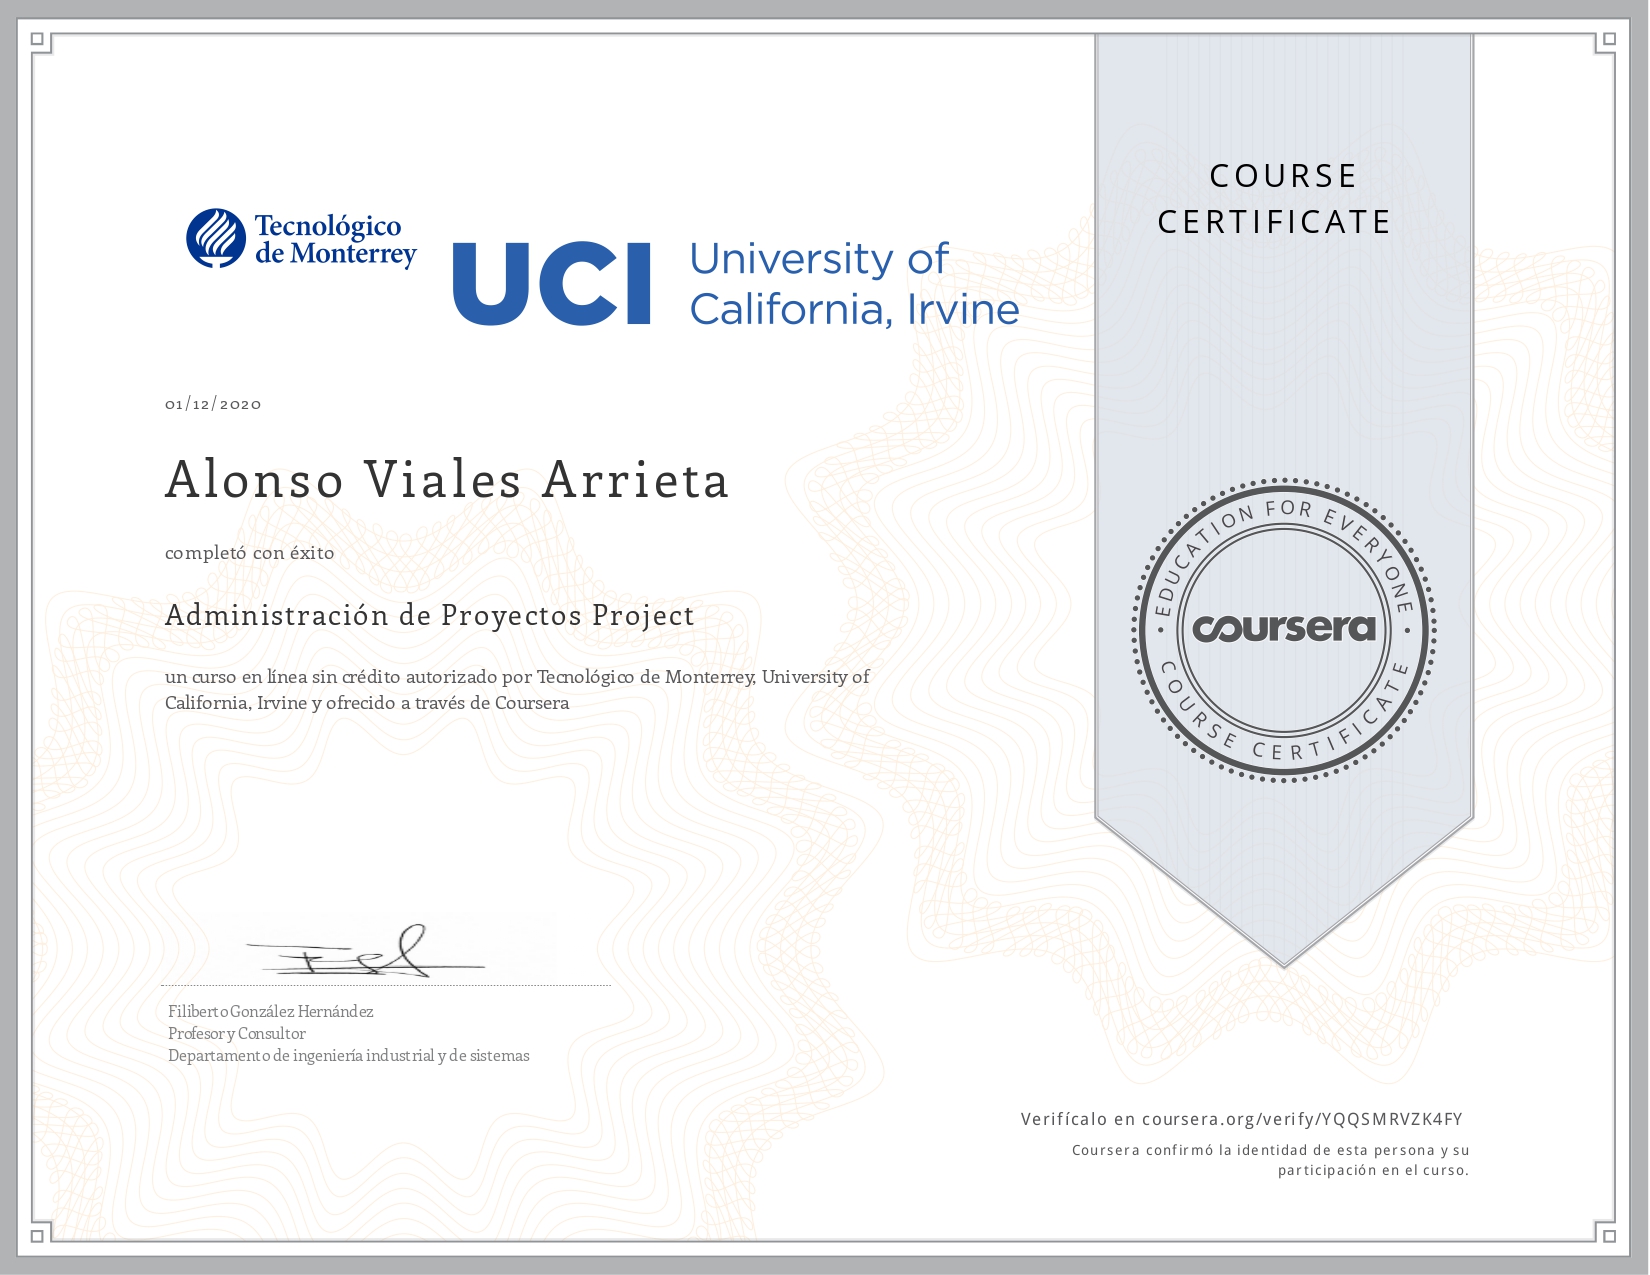 COURSE
CERTIFICATE
Tecnológico
de Monterrey
UCI
University of
California, Irvine
01/12/2020
Alonso Viales Arrieta
completó con éxito
Administración de Proyectos Project
un curso en línea sin crédito autorizado por Tecnológico de Monterrey, University of
California, Irvine y ofrecido a través de Coursera
EDUCATION FOR EVERYONE
coursera
COURSE CERTIFICATE
Filiberto González Hernández
Profesor y Consultor
Departamento de ingeniería industrial y de sistemas
Verifícalo en coursera.org/verify/YQQSMRVZK4FY
Coursera confirmó la identidad de esta persona y su
participación en el curso.